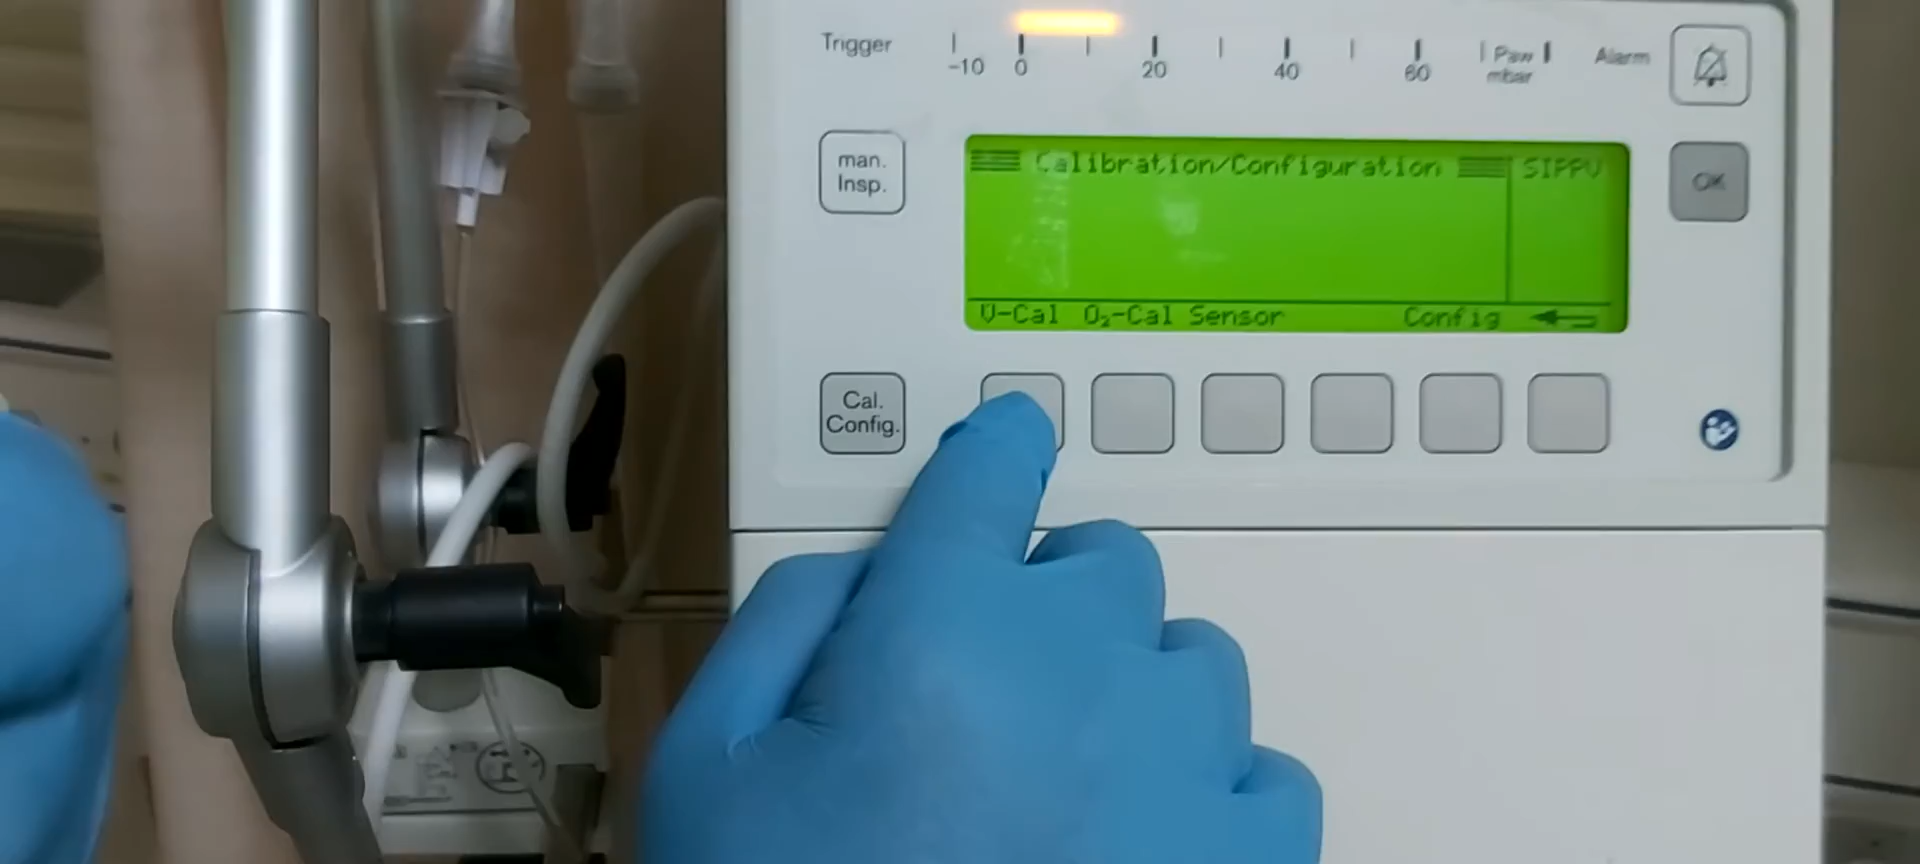 Trigger
-10 0 20 40 60 Paw mbar
Alarm
man.
Insp.
Calibration/Configuration SIPPV
OK
V̇-Cal O₂-Cal Sensor Config
Cal.
Config.